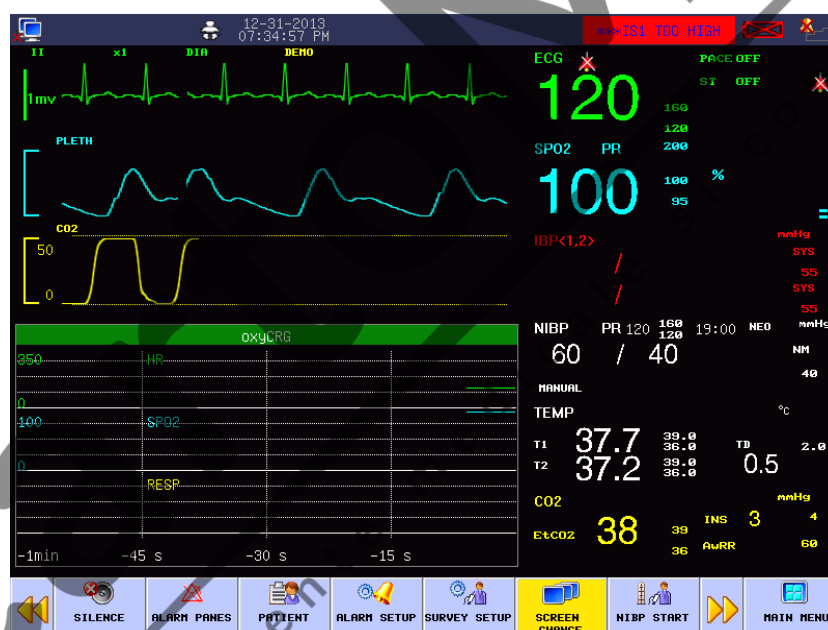 12-31-2013
07:34:57 PM
***IS1 TOO HIGH
II x1 DIA DEMO
1mv
PLETH
CO2
50
0
oxyCRG
350 HR
0
100 SPO2
0
RESP
-1min -45 s -30 s -15 s
ECG PACE OFF
ST OFF
120 160
120
SPO2 PR 200
100 100 %
95
IBP<1,2> mmHg
/ SYS
55
/ SYS
55
NIBP PR 120 160 120 19:00 NEO mmHg
60 / 40 NM
40
MANUAL
TEMP °c
T1 37.7 39.0 36.0 TD 2.0
T2 37.2 39.0 36.0 0.5
CO2 mmHg
EtCO2 38 39 36 INS 3 4
AwRR 60
SILENCE ALARM PANES PATIENT ALARM SETUP SURVEY SETUP SCREEN CHANGE NIBP START MAIN MENU